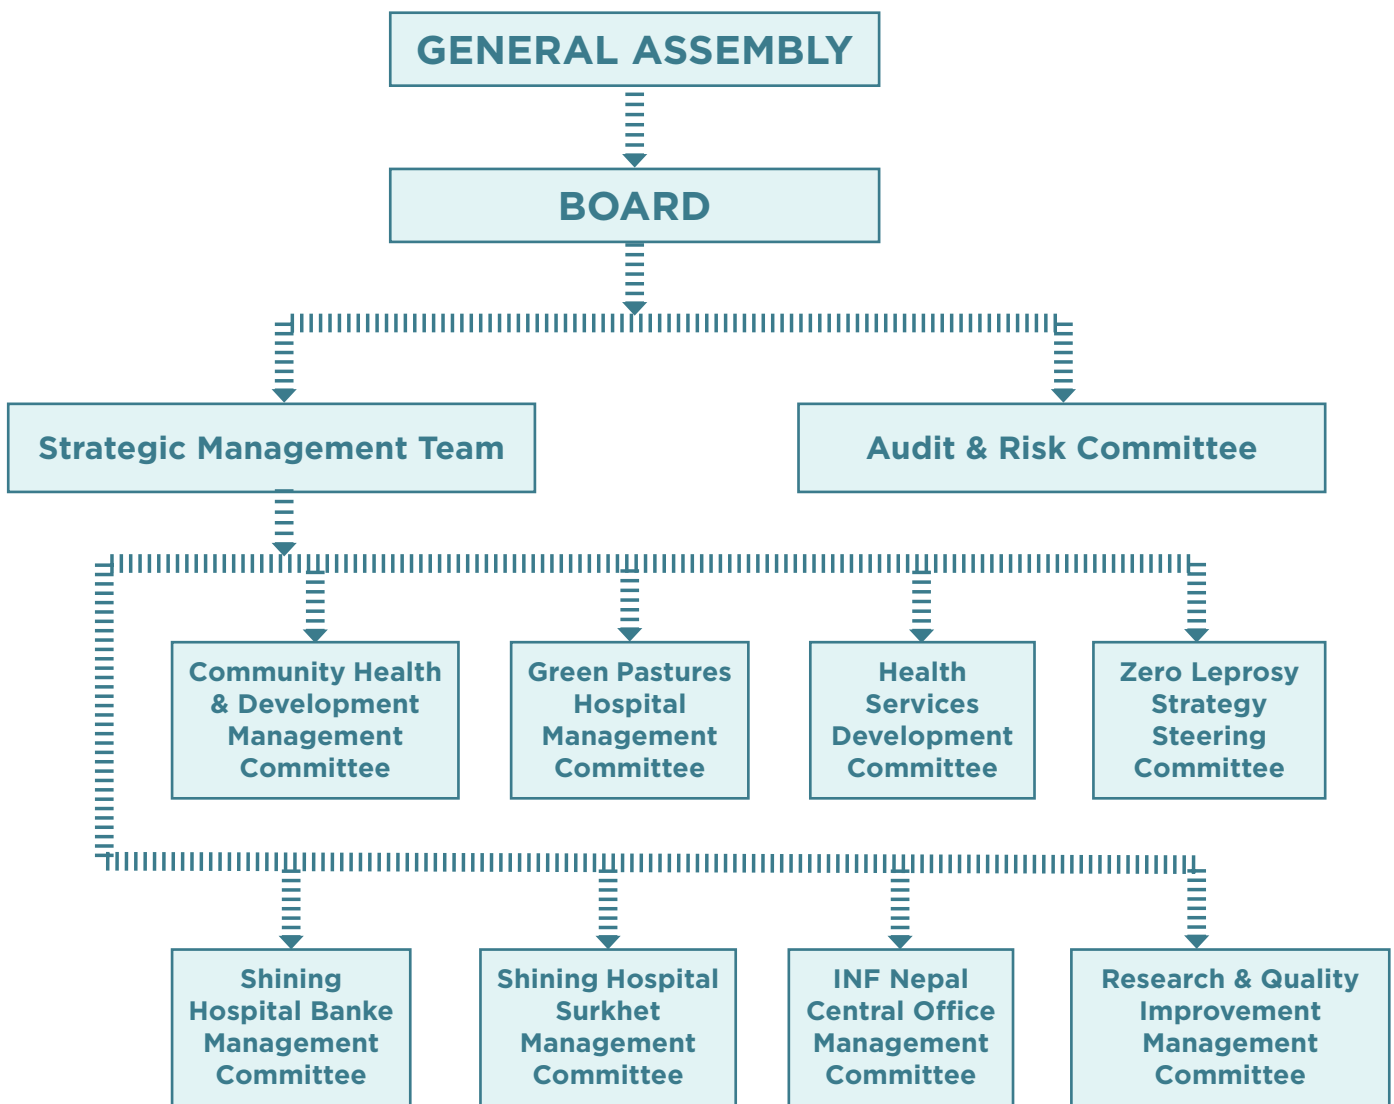 GENERAL ASSEMBLY
BOARD
Strategic Management Team
Audit & Risk Committee
Community Health
& Development
Management
Committee
Green Pastures
Hospital
Management
Committee
Health
Services
Development
Committee
Zero Leprosy
Strategy
Steering
Committee
Shining
Hospital Banke
Management
Committee
Shining Hospital
Surkhet
Management
Committee
INF Nepal
Central Office
Management
Committee
Research & Quality
Improvement
Management
Committee